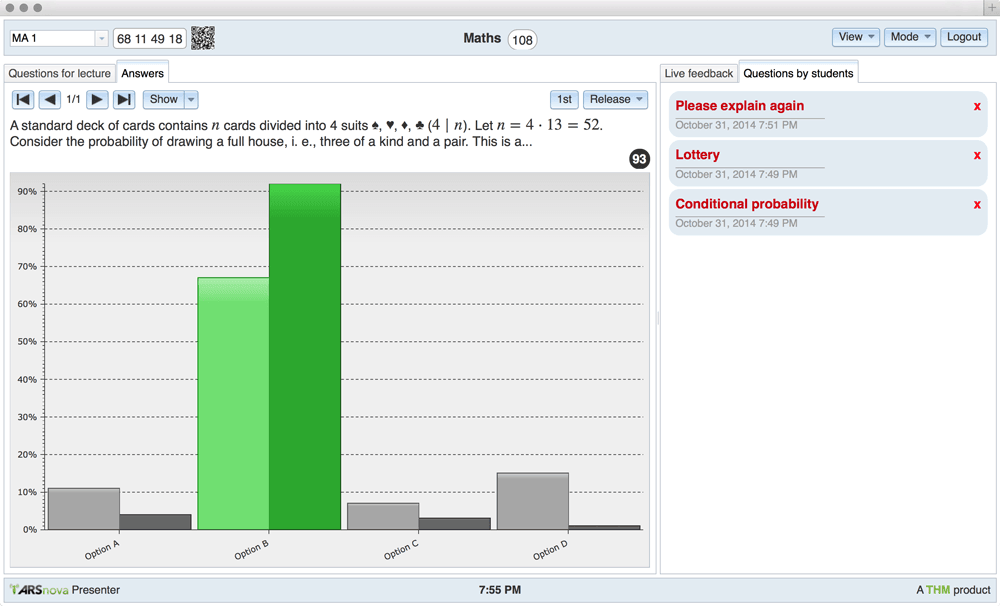 MA 1
68 11 49 18
Maths 108
View
Mode
Logout
Questions for lecture
Answers
1/1
Show
1st
Release
A standard deck of cards contains n cards divided into 4 suits ♠, ♥, ♦, ♣ (4 | n). Let n = 4 · 13 = 52.
Consider the probability of drawing a full house, i. e., three of a kind and a pair. This is a...
93
90%
80%
70%
60%
50%
40%
30%
20%
10%
0%
Option A
Option B
Option C
Option D
Live feedback
Questions by students
Please explain again
x
October 31, 2014 7:51 PM
Lottery
x
October 31, 2014 7:49 PM
Conditional probability
x
October 31, 2014 7:49 PM
ARSnova Presenter
7:55 PM
A THM product